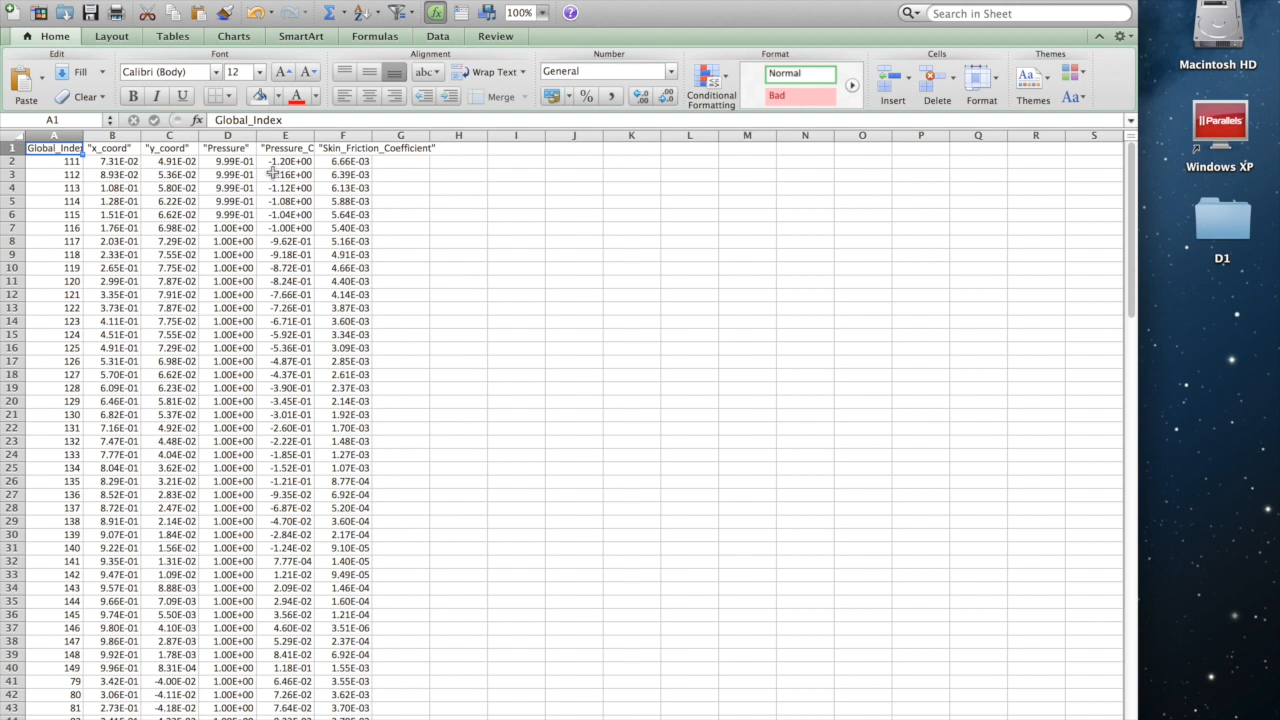 100%
Search in Sheet
Home Layout Tables Charts SmartArt Formulas Data Review
Edit Font Alignment Number Format Cells Themes
Paste Fill Clear Calibri (Body) 12 abc Wrap Text Merge General Conditional Formatting Normal Bad Insert Delete Format Themes Aa
B I U A % A1 fx Global_Index
A B C D E F G H I J K L M N O P Q R S
1 Global_Inde "x_coord" "y_coord" "Pressure" "Pressure_C "Skin_Friction_Coefficient"
2 111 7.31E-02 4.91E-02 9.99E-01 -1.20E+00 6.66E-03
3 112 8.93E-02 5.36E-02 9.99E-01 16E+00 6.39E-03
4 113 1.08E-01 5.80E-02 9.99E-01 -1.12E+00 6.13E-03
5 114 1.28E-01 6.22E-02 9.99E-01 -1.08E+00 5.88E-03
6 115 1.51E-01 6.62E-02 9.99E-01 -1.04E+00 5.64E-03
7 116 1.76E-01 6.98E-02 1.00E+00 -1.00E+00 5.40E-03
8 117 2.03E-01 7.29E-02 1.00E+00 -9.62E-01 5.16E-03
9 118 2.33E-01 7.55E-02 1.00E+00 -9.18E-01 4.91E-03
10 119 2.65E-01 7.75E-02 1.00E+00 -8.72E-01 4.66E-03
11 120 2.99E-01 7.87E-02 1.00E+00 -8.24E-01 4.40E-03
12 121 3.35E-01 7.91E-02 1.00E+00 -7.66E-01 4.14E-03
13 122 3.73E-01 7.87E-02 1.00E+00 -7.26E-01 3.87E-03
14 123 4.11E-01 7.75E-02 1.00E+00 -6.71E-01 3.60E-03
15 124 4.51E-01 7.55E-02 1.00E+00 -5.92E-01 3.34E-03
16 125 4.91E-01 7.29E-02 1.00E+00 -5.36E-01 3.09E-03
17 126 5.31E-01 6.98E-02 1.00E+00 -4.87E-01 2.85E-03
18 127 5.70E-01 6.62E-02 1.00E+00 -4.37E-01 2.61E-03
19 128 6.09E-01 6.23E-02 1.00E+00 -3.90E-01 2.37E-03
20 129 6.46E-01 5.81E-02 1.00E+00 -3.45E-01 2.14E-03
21 130 6.82E-01 5.37E-02 1.00E+00 -3.01E-01 1.92E-03
22 131 7.16E-01 4.92E-02 1.00E+00 -2.60E-01 1.70E-03
23 132 7.47E-01 4.48E-02 1.00E+00 -2.22E-01 1.48E-03
24 133 7.77E-01 4.04E-02 1.00E+00 -1.85E-01 1.27E-03
25 134 8.04E-01 3.62E-02 1.00E+00 -1.52E-01 1.07E-03
26 135 8.29E-01 3.21E-02 1.00E+00 -1.21E-01 8.77E-04
27 136 8.52E-01 2.83E-02 1.00E+00 -9.35E-02 6.92E-04
28 137 8.72E-01 2.47E-02 1.00E+00 -6.87E-02 5.20E-04
29 138 8.91E-01 2.14E-02 1.00E+00 -4.70E-02 3.60E-04
30 139 9.07E-01 1.84E-02 1.00E+00 -2.84E-02 2.17E-04
31 140 9.22E-01 1.56E-02 1.00E+00 -1.24E-02 9.10E-05
32 141 9.35E-01 1.31E-02 1.00E+00 7.77E-04 1.40E-05
33 142 9.47E-01 1.09E-02 1.00E+00 1.21E-02 9.49E-05
34 143 9.57E-01 8.88E-03 1.00E+00 2.09E-02 1.46E-04
35 144 9.66E-01 7.09E-03 1.00E+00 2.94E-02 1.60E-04
36 145 9.74E-01 5.50E-03 1.00E+00 3.56E-02 1.21E-04
37 146 9.80E-01 4.10E-03 1.00E+00 4.60E-02 3.51E-06
38 147 9.86E-01 2.87E-03 1.00E+00 5.29E-02 2.37E-04
39 148 9.92E-01 1.78E-03 1.00E+00 8.41E-02 6.92E-04
40 149 9.96E-01 8.31E-04 1.00E+00 1.18E-01 1.55E-03
41 79 3.42E-01 -4.00E-02 1.00E+00 6.46E-02 3.55E-03
42 80 3.06E-01 -4.11E-02 1.00E+00 7.26E-02 3.62E-03
43 81 2.73E-01 -4.18E-02 1.00E+00 7.64E-02 3.70E-03
Macintosh HD
Parallels
Windows XP
D1